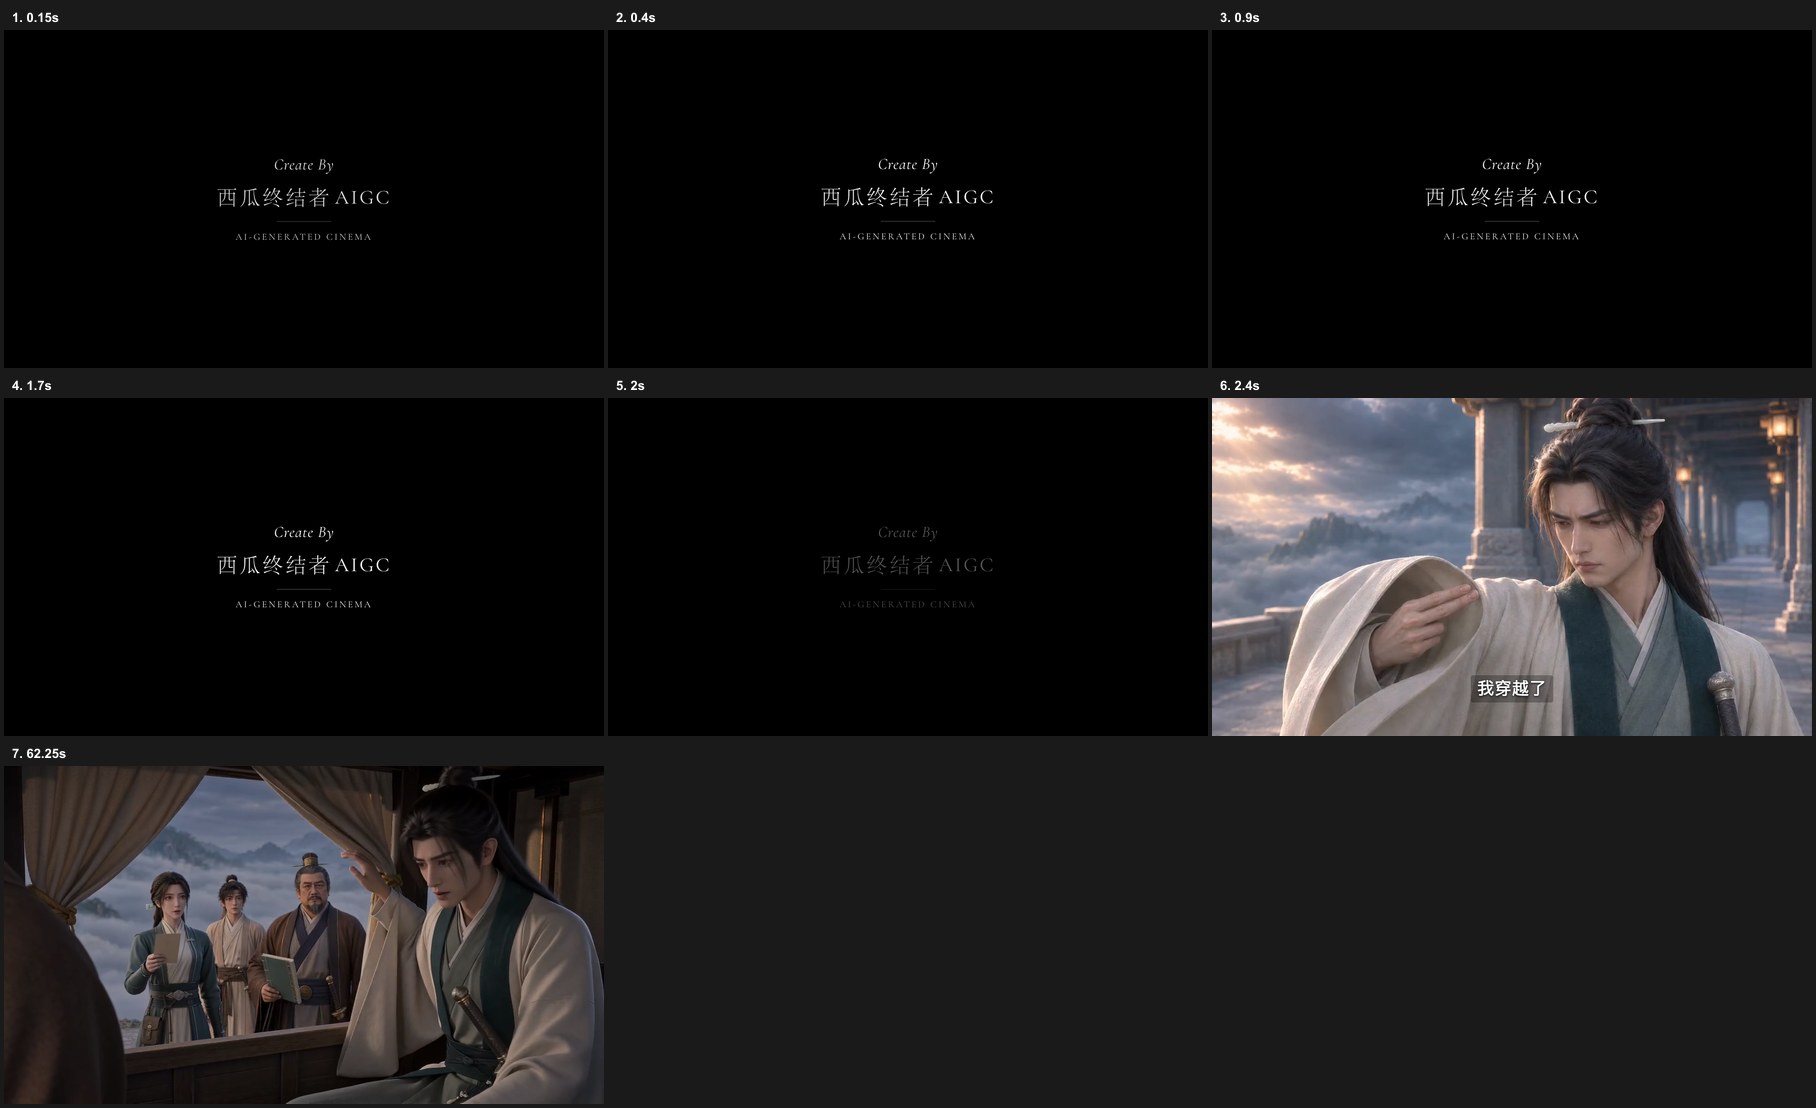 1. 0.15s
Create By
西瓜终结者 AIGC
AI-GENERATED CINEMA
2. 0.4s
Create By
西瓜终结者 AIGC
AI-GENERATED CINEMA
3. 0.9s
Create By
西瓜终结者 AIGC
AI-GENERATED CINEMA
4. 1.7s
Create By
西瓜终结者 AIGC
AI-GENERATED CINEMA
5. 2s
Create By
西瓜终结者 AIGC
AI-GENERATED CINEMA
6. 2.4s
我穿越了
7. 62.25s